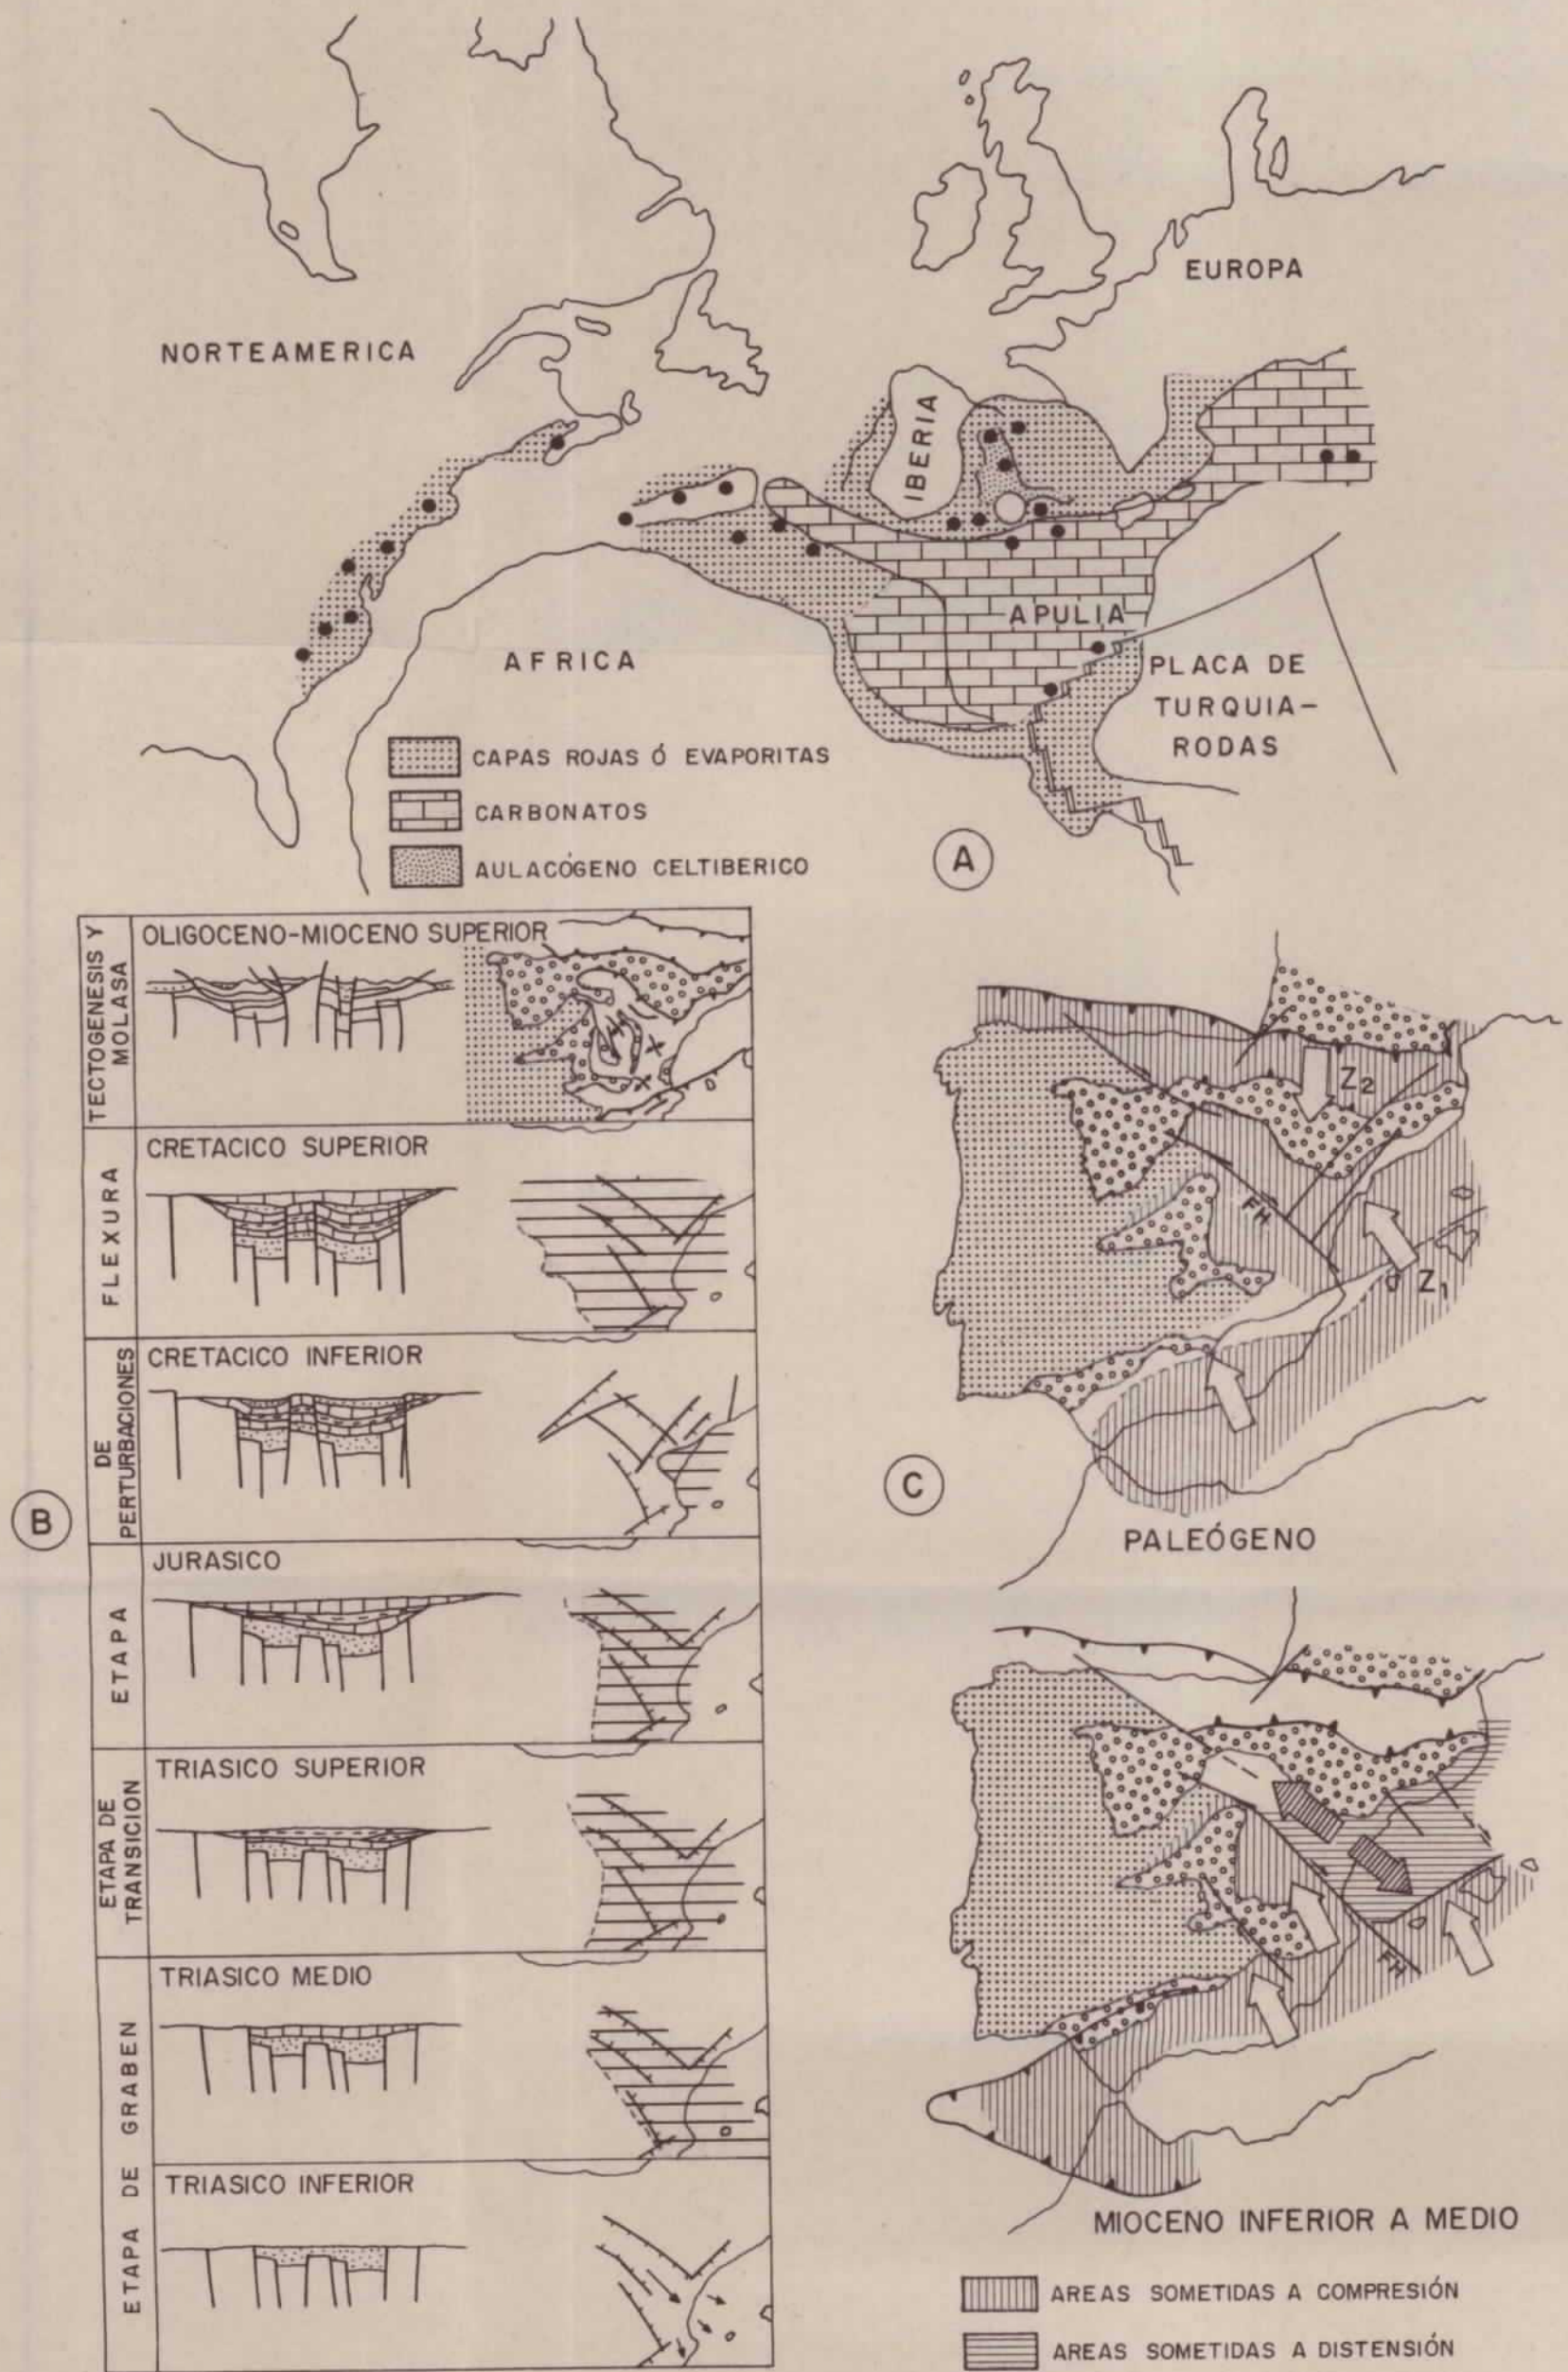 EUROPA
NORTEAMERICA
IBERIA
APULIA
AFRICA
PLACA DE
TURQUIA-
RODAS
CAPAS ROJAS Ó EVAPORITAS
CARBONATOS
AULACÓGENO CELTIBERICO
A
B
TECTOGENESIS Y
MOLASA
OLIGOCENO-MIOCENO SUPERIOR
FLEXURA
CRETACICO SUPERIOR
DE
PERTURBACIONES
CRETACICO INFERIOR
ETAPA
JURASICO
ETAPA DE
TRANSICION
TRIASICO SUPERIOR
ETAPA DE GRABEN
TRIASICO MEDIO
TRIASICO INFERIOR
C
Z2
FH
Z1
PALEÓGENO
FH
MIOCENO INFERIOR A MEDIO
AREAS SOMETIDAS A COMPRESIÓN
AREAS SOMETIDAS A DISTENSIÓN